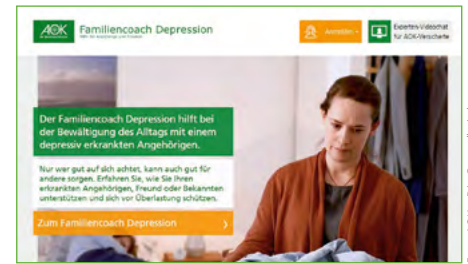 AOK
Familiencoach Depression
Anmelden
Experten-Videochat
für AOK-Versicherte
Der Familiencoach Depression hilft bei
der Bewältigung des Alltags mit einem
depressiv erkrankten Angehörigen.
Nur wer gut auf sich achtet, kann auch gut für
andere sorgen. Erfahren Sie, wie Sie Ihren
erkrankten Angehörigen, Freund oder Bekannten
unterstützen und sich vor Überlastung schützen.
Zum Familiencoach Depression